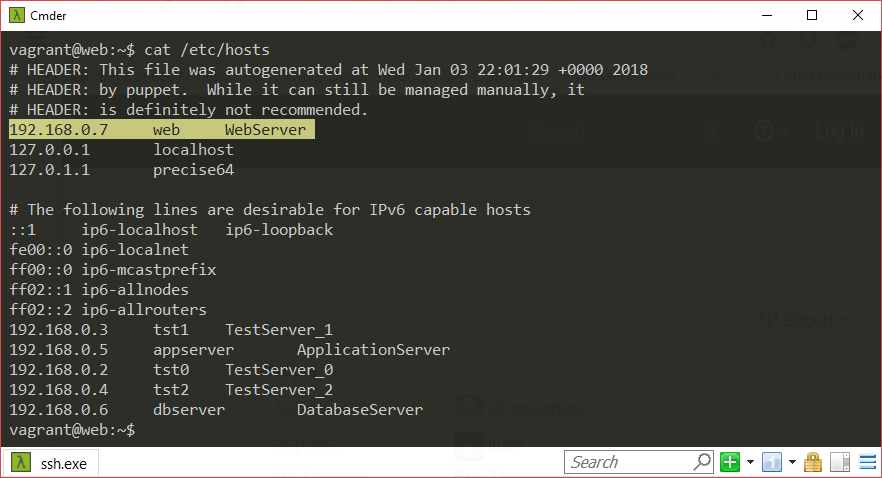 Cmder
vagrant@web:~$ cat /etc/hosts
# HEADER: This file was autogenerated at Wed Jan 03 22:01:29 +0000 2018
# HEADER: by puppet.  While it can still be managed manually, it
# HEADER: is definitely not recommended.
192.168.0.7     web     WebServer
127.0.0.1       localhost
127.0.1.1       precise64

# The following lines are desirable for IPv6 capable hosts
::1     ip6-localhost   ip6-loopback
fe00::0 ip6-localnet
ff00::0 ip6-mcastprefix
ff02::1 ip6-allnodes
ff02::2 ip6-allrouters
192.168.0.3     tst1    TestServer_1
192.168.0.5     appserver       ApplicationServer
192.168.0.2     tst0    TestServer_0
192.168.0.4     tst2    TestServer_2
192.168.0.6     dbserver        DatabaseServer
vagrant@web:~$
Search
Log In
Export
Unassigned
ssh.exe
Search